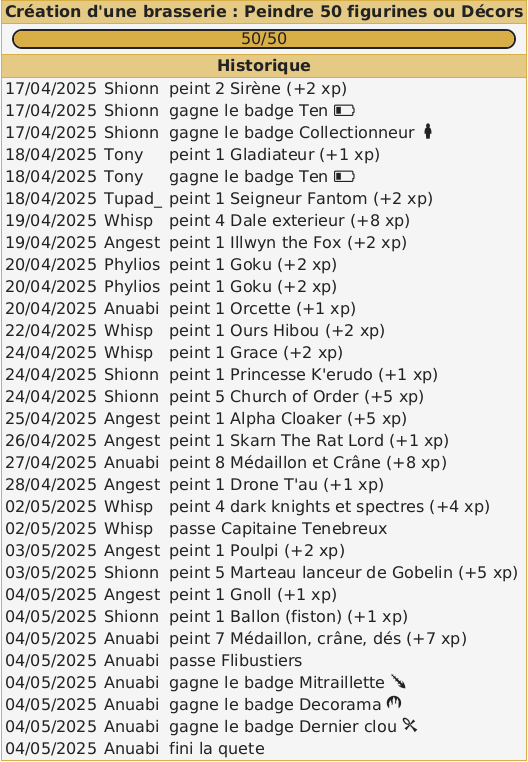 Création d'une brasserie : Peindre 50 figurines ou Décors
50/50
Historique
17/04/2025 Shionn peint 2 Sirène (+2 xp)
17/04/2025 Shionn gagne le badge Ten
17/04/2025 Shionn gagne le badge Collectionneur
18/04/2025 Tony peint 1 Gladiateur (+1 xp)
18/04/2025 Tony gagne le badge Ten
18/04/2025 Tupad_ peint 1 Seigneur Fantom (+2 xp)
19/04/2025 Whisp peint 4 Dale exterieur (+8 xp)
19/04/2025 Angest peint 1 Illwyn the Fox (+2 xp)
20/04/2025 Phylios peint 1 Goku (+2 xp)
20/04/2025 Phylios peint 1 Goku (+2 xp)
20/04/2025 Anuabi peint 1 Orcette (+1 xp)
22/04/2025 Whisp peint 1 Ours Hibou (+2 xp)
24/04/2025 Whisp peint 1 Grace (+2 xp)
24/04/2025 Shionn peint 1 Princesse K'erudo (+1 xp)
24/04/2025 Shionn peint 5 Church of Order (+5 xp)
25/04/2025 Angest peint 1 Alpha Cloaker (+5 xp)
26/04/2025 Angest peint 1 Skarn The Rat Lord (+1 xp)
27/04/2025 Anuabi peint 8 Médaillon et Crâne (+8 xp)
28/04/2025 Angest peint 1 Drone T'au (+1 xp)
02/05/2025 Whisp peint 4 dark knights et spectres (+4 xp)
02/05/2025 Whisp passe Capitaine Tenebreux
03/05/2025 Angest peint 1 Poulpi (+2 xp)
03/05/2025 Shionn peint 5 Marteau lanceur de Gobelin (+5 xp)
04/05/2025 Angest peint 1 Gnoll (+1 xp)
04/05/2025 Shionn peint 1 Ballon (fiston) (+1 xp)
04/05/2025 Anuabi peint 7 Médaillon, crâne, dés (+7 xp)
04/05/2025 Anuabi passe Flibustiers
04/05/2025 Anuabi gagne le badge Mitraillette
04/05/2025 Anuabi gagne le badge Decorama
04/05/2025 Anuabi gagne le badge Dernier clou
04/05/2025 Anuabi fini la quete